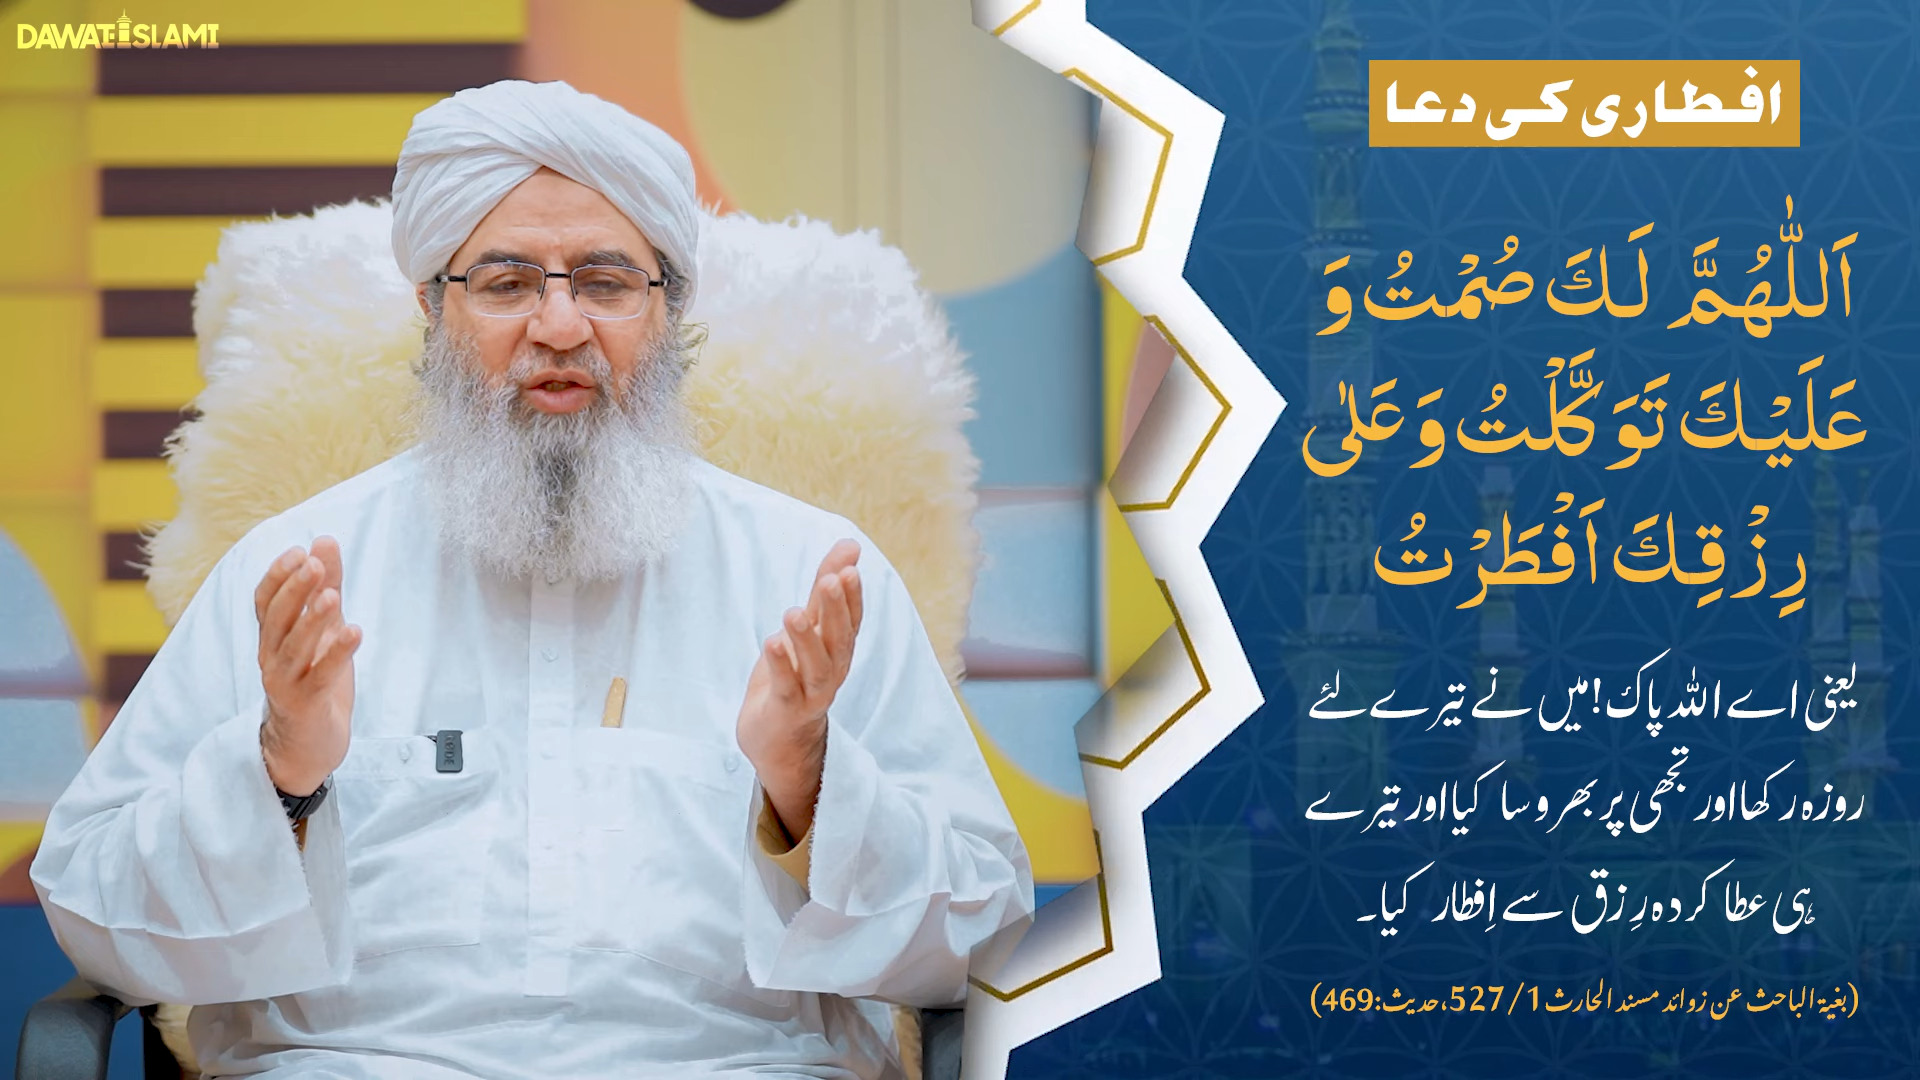 DAWATEISLAMI
افطاری کی دعا
اَللّٰهُمَّ لَكَ صُمْتُ وَ
عَلَيْكَ تَوَكَّلْتُ وَعَلٰی
رِزْقِكَ اَفْطَرْتُ
یعنی اے اللہ پاک! میں نے تیرے لئے
روزہ رکھا اور تجھی پر بھروسا کیا اور تیرے
ہی عطا کردہ رِزق سے اِفطار کیا۔
(بغیۃ الباحث عن زوائد مسند الحارث 1/527، حدیث:469)